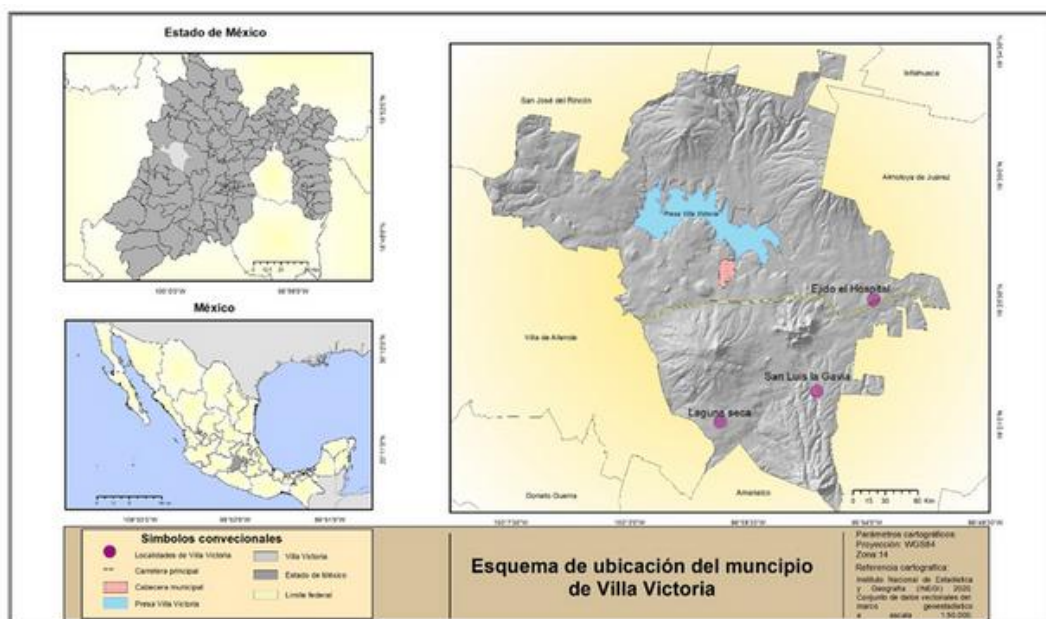 Estado de México
México
San José del Rincón
Ixtlahuaca
Almoloya de Juárez
Presa Villa Victoria
Ejido el Hospital
Villa de Allende
San Luis la Gavia
Laguna seca
Donato Guerra
Amanalco
Símbolos convecionales
Localidades de Villa Victoria
Carretera principal
Cabecera municipal
Presa Villa Victoria
Villa Victoria
Estado de México
Limite federal
Esquema de ubicación del muncipio
de Villa Victoria
Parámetros cartográficos
Proyección: WGS84
Zona:14
Referencia cartografica:
Instituto Nacional de Estadística
y Geografía (INEGI) 2020.
Conjunto de datos vectoriales del
marco geoestadistico
a escala 1:50,000.